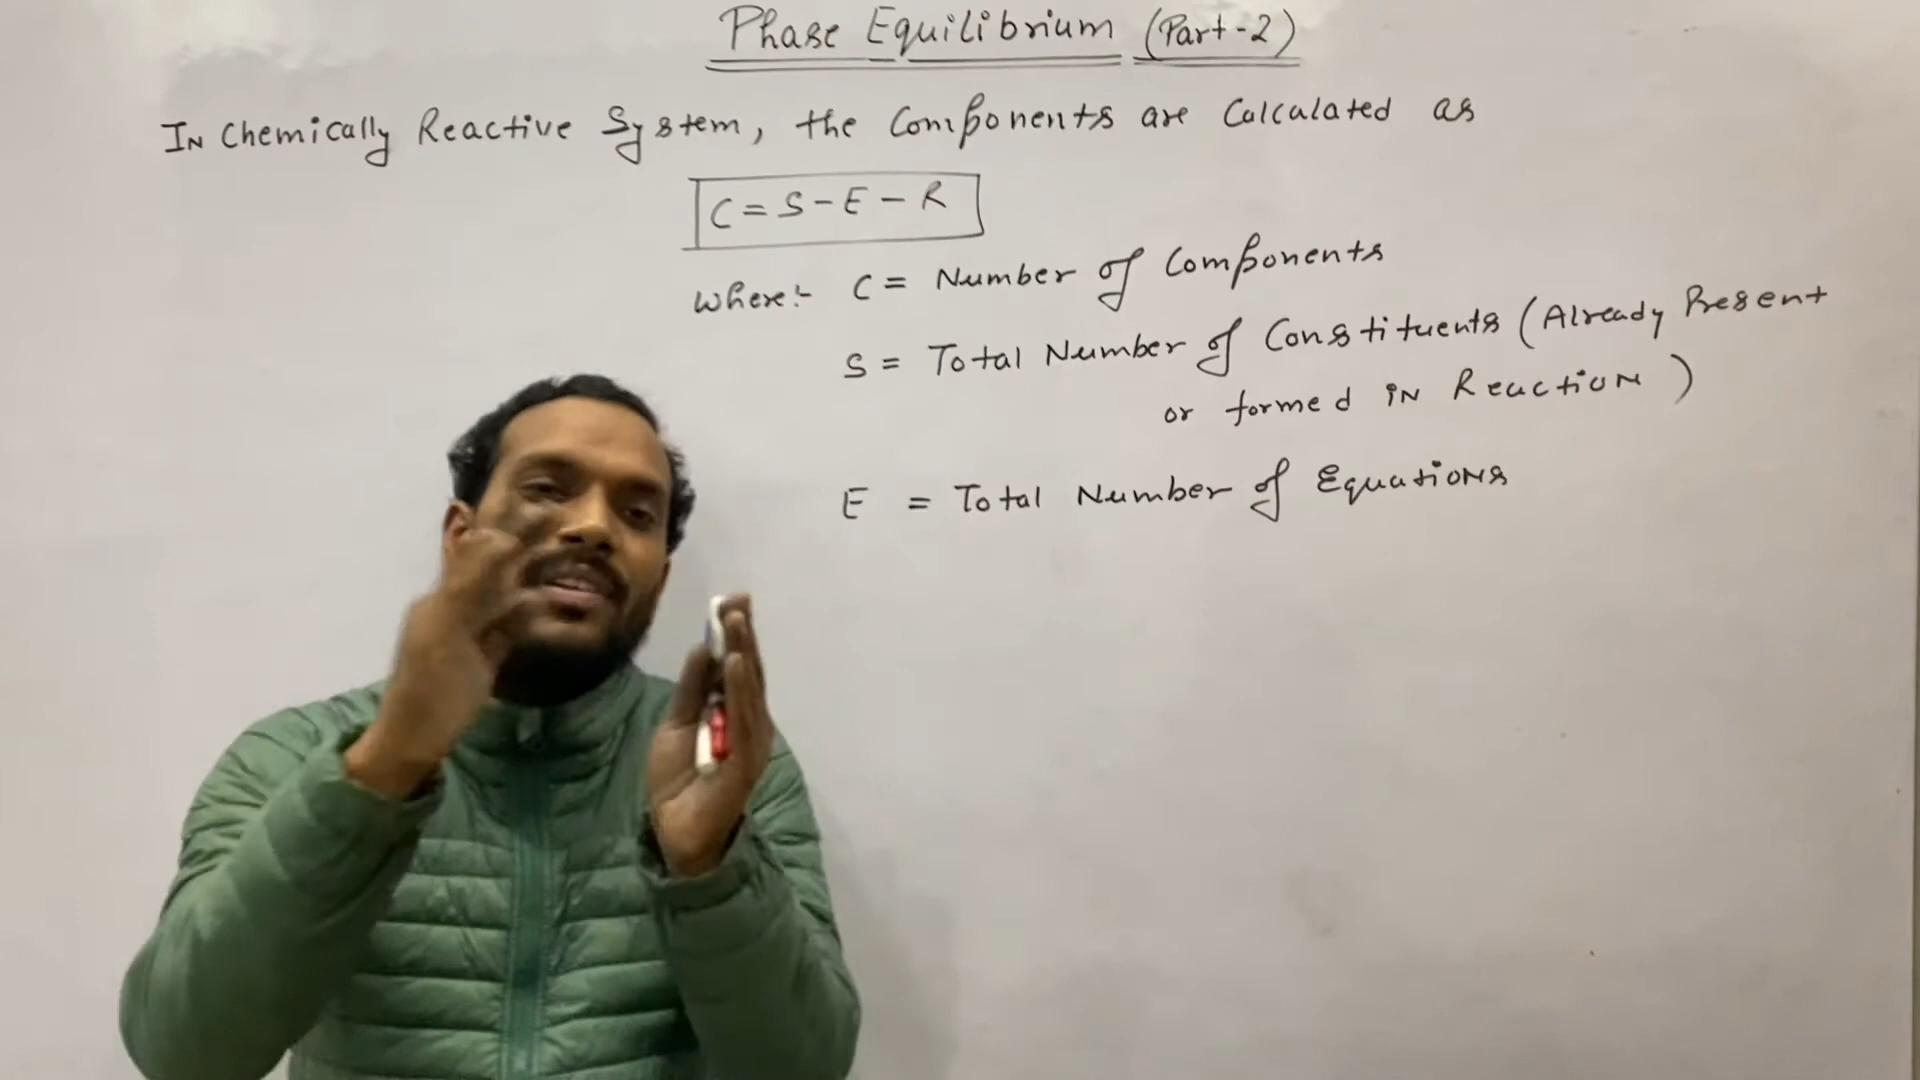 Phase Equilibrium (Part-2)
In Chemically Reactive System, the Components are Calculated as
C = S - E - R
Where:- C = Number of Components
S = Total Number of Constituents (Already Present
or formed in Reaction)
E = Total Number of Equations